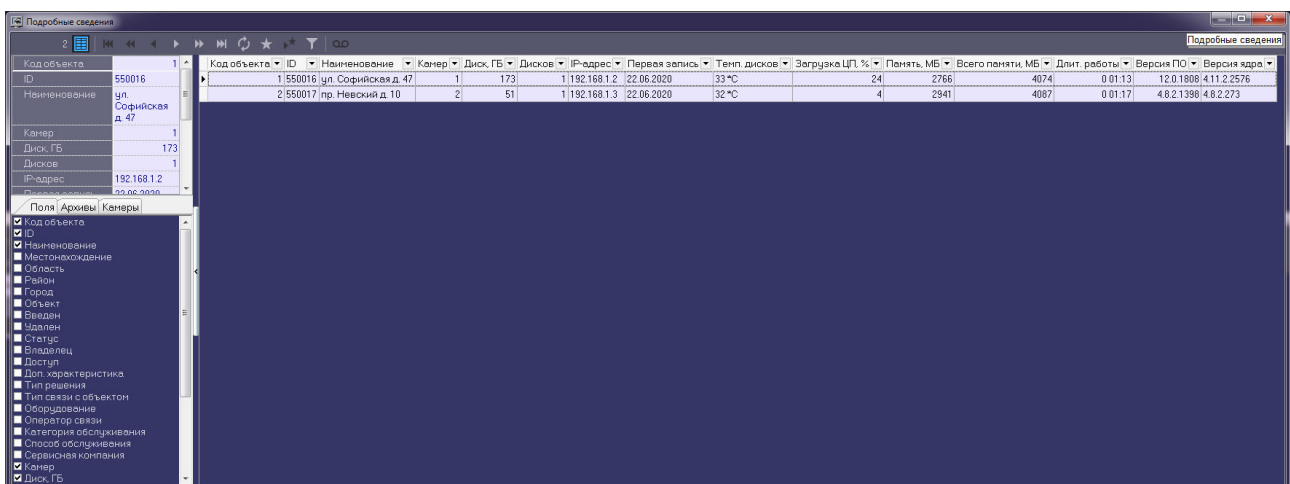 Подробные сведения
2
Подробные сведения
Код объекта 1
ID 550016
Наименование ул. Софийская д. 47
Камер 1
Диск, ГБ 173
Дисков 1
IP-адрес 192.168.1.2
Первая запись 22.06.2020
Поля Архивы Камеры
Код объекта
ID
Наименование
Местонахождение
Область
Район
Город
Объект
Введен
Удален
Статус
Владелец
Доступ
Доп. характеристика
Тип решения
Тип связи с объектом
Оборудование
Оператор связи
Категория обслуживания
Способ обслуживания
Сервисная компания
Камер
Диск, ГБ
Код объекта ID Наименование Камер Диск, ГБ Дисков IP-адрес Первая запись Темп. дисков Загрузка ЦП, % Память, МБ Всего памяти, МБ Длит. работы Версия ПО Версия ядра
1 550016 ул. Софийская д. 47 1 173 1 192.168.1.2 22.06.2020 33 °C 24 2766 4074 0 01:13 12.0.1808 4.11.2.2576
2 550017 пр. Невский д. 10 2 51 1 192.168.1.3 22.06.2020 32 °C 4 2941 4087 0 01:17 4.8.2.1398 4.8.2.273